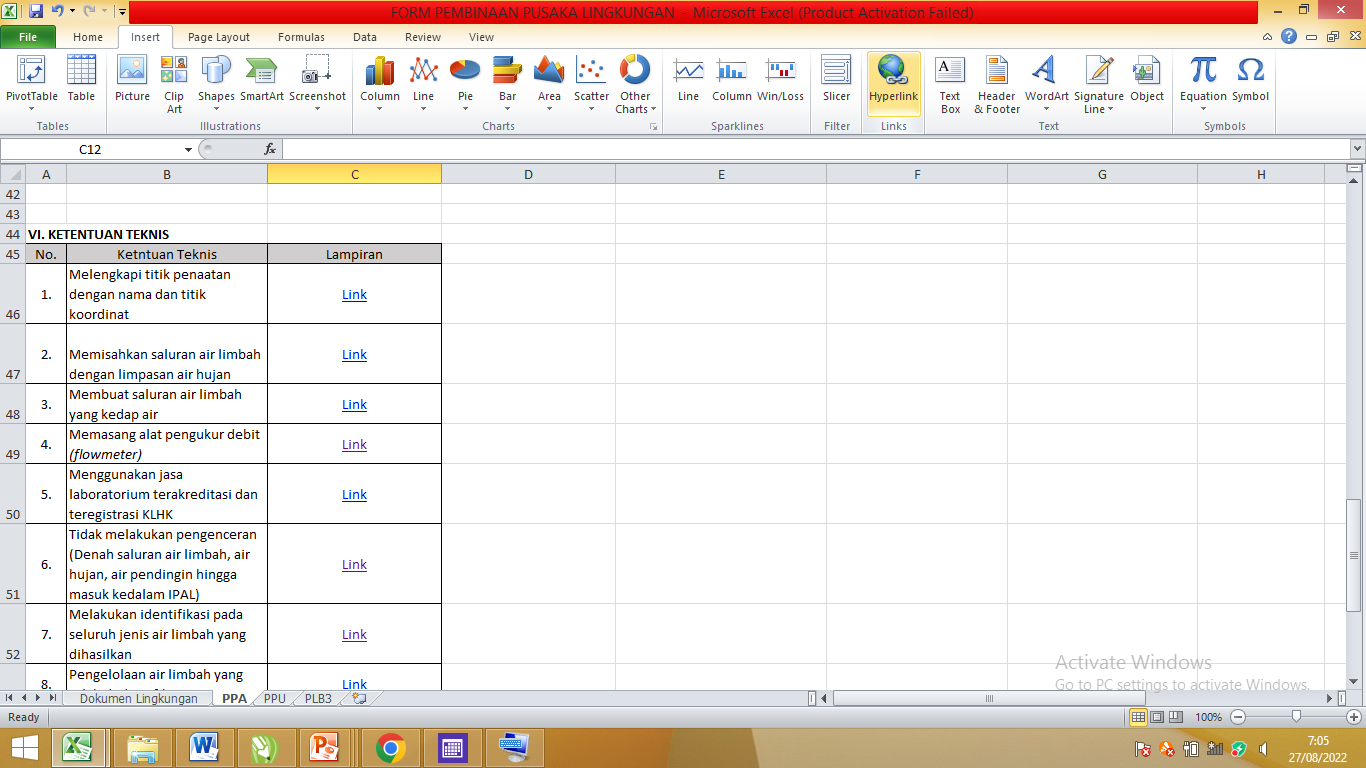 FORM PEMBINAAN PUSAKA LINGKUNGAN - Microsoft Excel (Product Activation Failed)
File Home Insert Page Layout Formulas Data Review View
PivotTable Table Picture Clip Art Shapes SmartArt Screenshot Column Line Pie Bar Area Scatter Other Charts Line Column Win/Loss Slicer Hyperlink Text Box Header & Footer WordArt Signature Line Object Equation Symbol
Tables Illustrations Charts Sparklines Filter Links Text Symbols
C12 fx
A B C D E F G H
42
43
44 VI. KETENTUAN TEKNIS
45 No. Ketntuan Teknis Lampiran
46 1. Melengkapi titik penaatan
dengan nama dan titik
koordinat Link
47 2. Memisahkan saluran air limbah
dengan limpasan air hujan Link
48 3. Membuat saluran air limbah
yang kedap air Link
49 4. Memasang alat pengukur debit
(flowmeter) Link
50 5. Menggunakan jasa
laboratorium terakreditasi dan
teregistrasi KLHK Link
51 6. Tidak melakukan pengenceran
(Denah saluran air limbah, air
hujan, air pendingin hingga
masuk kedalam IPAL) Link
52 7. Melakukan identifikasi pada
seluruh jenis air limbah yang
dihasilkan Link
8. Pengelolaan air limbah yang Link
Activate Windows
Go to PC settings to activate Windows.
Dokumen Lingkungan PPA PPU PLB3
Ready 100%
7:05
27/08/2022